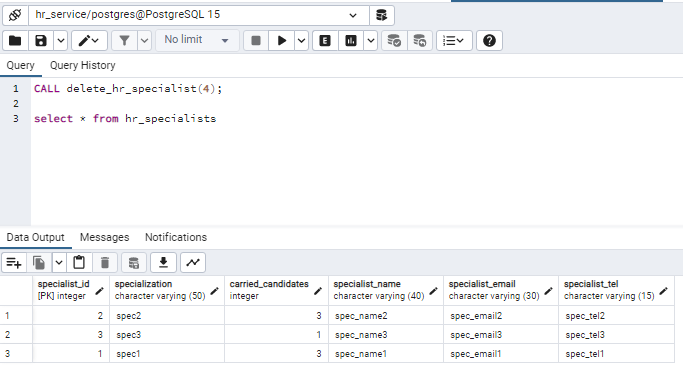 hr_service/postgres@PostgreSQL 15
No limit
E
Query Query History
1 CALL delete_hr_specialist(4);
2
3 select * from hr_specialists
Data Output Messages Notifications
specialist_id specialization carried_candidates specialist_name specialist_email specialist_tel
[PK] integer character varying (50) integer character varying (40) character varying (30) character varying (15)
1 2 spec2 3 spec_name2 spec_email2 spec_tel2
2 3 spec3 1 spec_name3 spec_email3 spec_tel3
3 1 spec1 3 spec_name1 spec_email1 spec_tel1